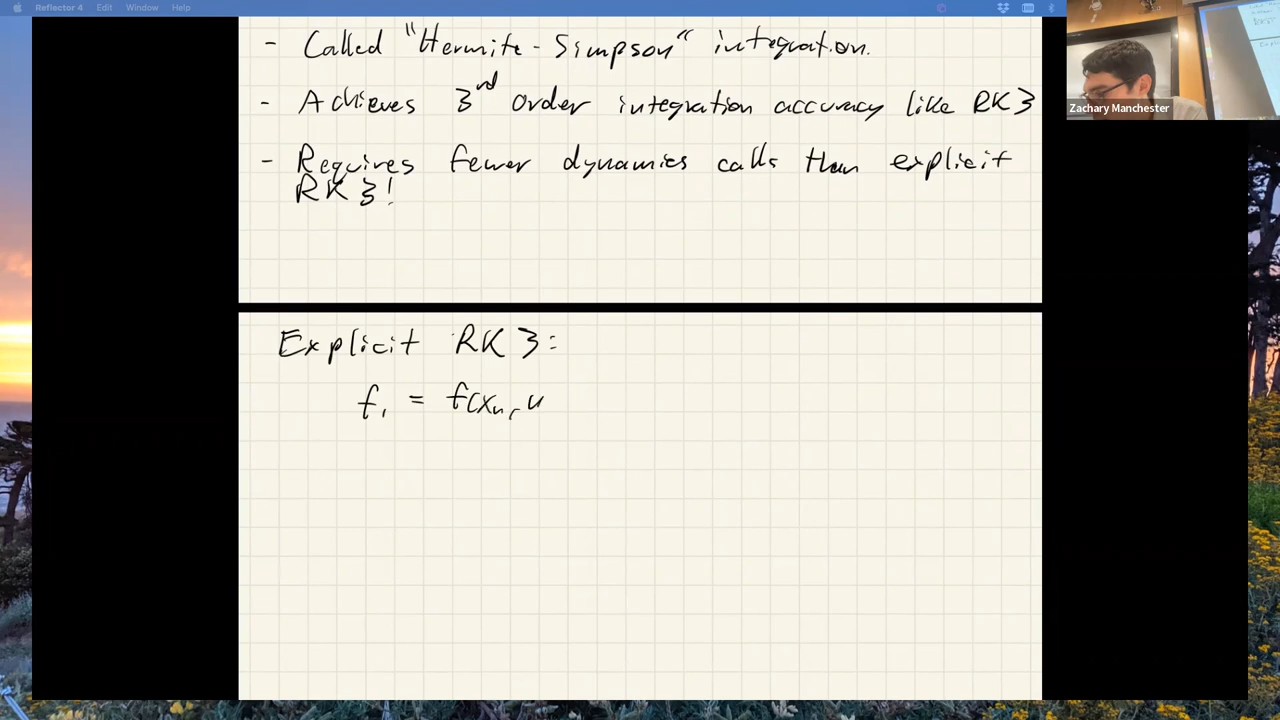 Reflector 4 Edit Window Help
Zachary Manchester
- Called "Hermite-Simpson" integration.
- Achieves 3rd order integration accuracy like RK3
- Requires fewer dynamics calls than explicit
RK3!
Explicit RK3:
f₁ = f(xₙ, u